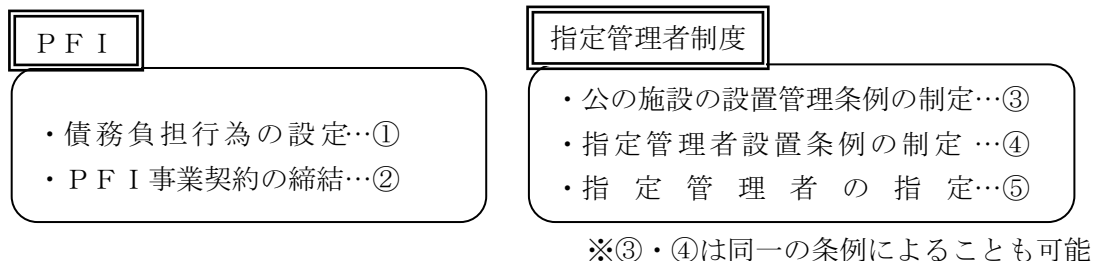 ＰＦＩ
・債務負担行為の設定…①
・ＰＦＩ事業契約の締結…②
指定管理者制度
・公の施設の設置管理条例の制定…③
・指定管理者設置条例の制定…④
・指定管理者の指定…⑤
※③・④は同一の条例によることも可能